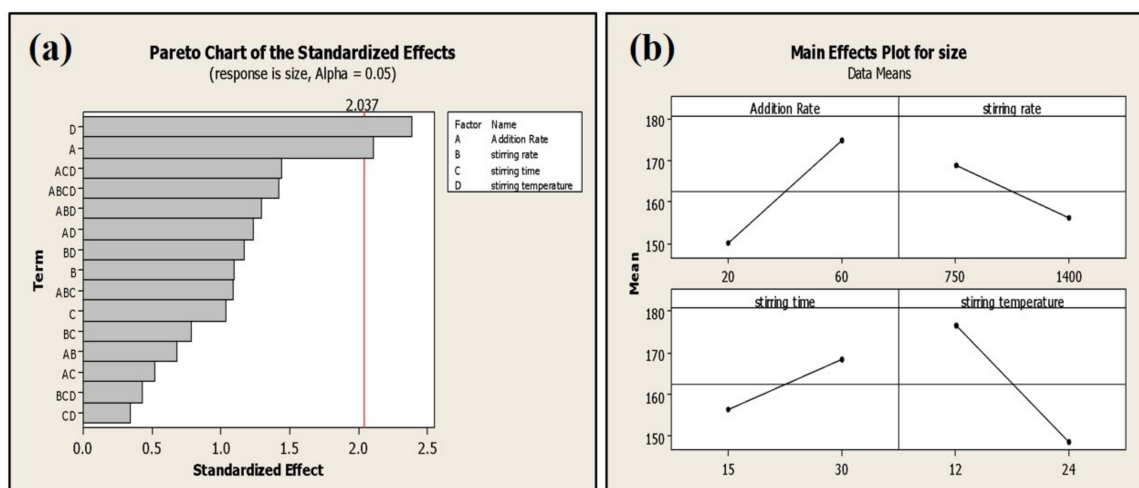 (a)
Pareto Chart of the Standardized Effects
(response is size, Alpha = 0.05)
2.037
Term
D
A
ACD
ABCD
ABD
AD
BD
B
ABC
C
BC
AB
AC
BCD
CD
0.0 0.5 1.0 1.5 2.0 2.5
Standardized Effect
Factor Name
A Addition Rate
B stirring rate
C stirring time
D stirring temperature
(b)
Main Effects Plot for size
Data Means
Mean
Addition Rate stirring rate
180
170
160
150
20 60 750 1400
stirring time stirring temperature
180
170
160
150
15 30 12 24